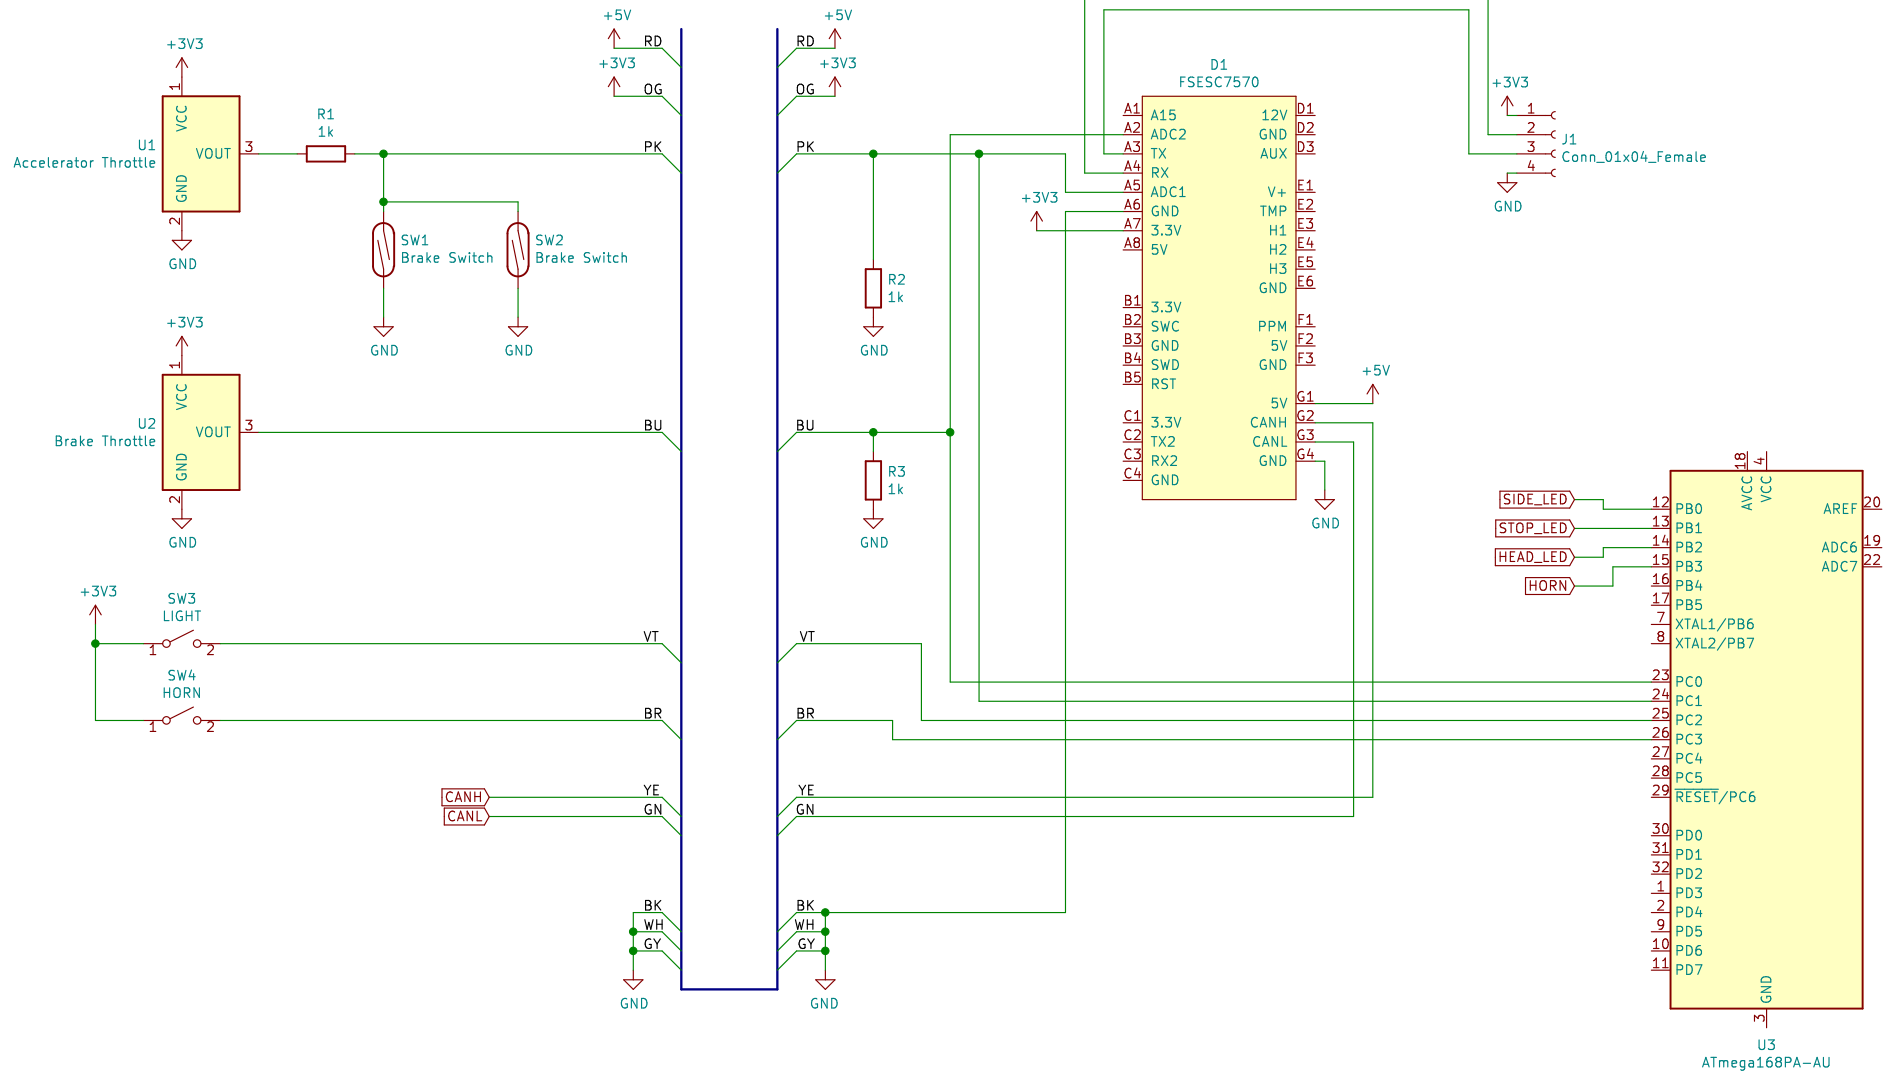 +3V3
1
VCC
U1
Accelerator Throttle
VOUT
3
GND
2
GND
R1
1k
SW1
Brake Switch
SW2
Brake Switch
GND
GND
+3V3
1
VCC
U2
Brake Throttle
VOUT
3
GND
2
GND
+3V3
SW3
LIGHT
1
2
SW4
HORN
1
2
CANH
CANL
+5V
RD
+3V3
OG
PK
BU
VT
BR
YE
GN
BK
WH
GY
GND
+5V
RD
+3V3
OG
PK
BU
VT
BR
YE
GN
BK
WH
GY
GND
R2
1k
GND
R3
1k
GND
+3V3
D1
FSESC7570
A1 A15
A2 ADC2
A3 TX
A4 RX
A5 ADC1
A6 GND
A7 3.3V
A8 5V
B1 3.3V
B2 SWC
B3 GND
B4 SWD
B5 RST
C1 3.3V
C2 TX2
C3 RX2
C4 GND
12V D1
GND D2
AUX D3
V+ E1
TMP E2
H1 E3
H2 E4
H3 E5
GND E6
PPM F1
5V F2
GND F3
5V G1
CANH G2
CANL G3
GND G4
+5V
GND
+3V3
1
2
3
4
J1
Conn_01x04_Female
GND
SIDE_LED
STOP_LED
HEAD_LED
HORN
18
AVCC
4
VCC
12 PB0
13 PB1
14 PB2
15 PB3
16 PB4
17 PB5
7 XTAL1/PB6
8 XTAL2/PB7
23 PC0
24 PC1
25 PC2
26 PC3
27 PC4
28 PC5
29 RESET/PC6
30 PD0
31 PD1
32 PD2
1 PD3
2 PD4
9 PD5
10 PD6
11 PD7
AREF 20
ADC6 19
ADC7 22
GND
3
U3
ATmega168PA-AU